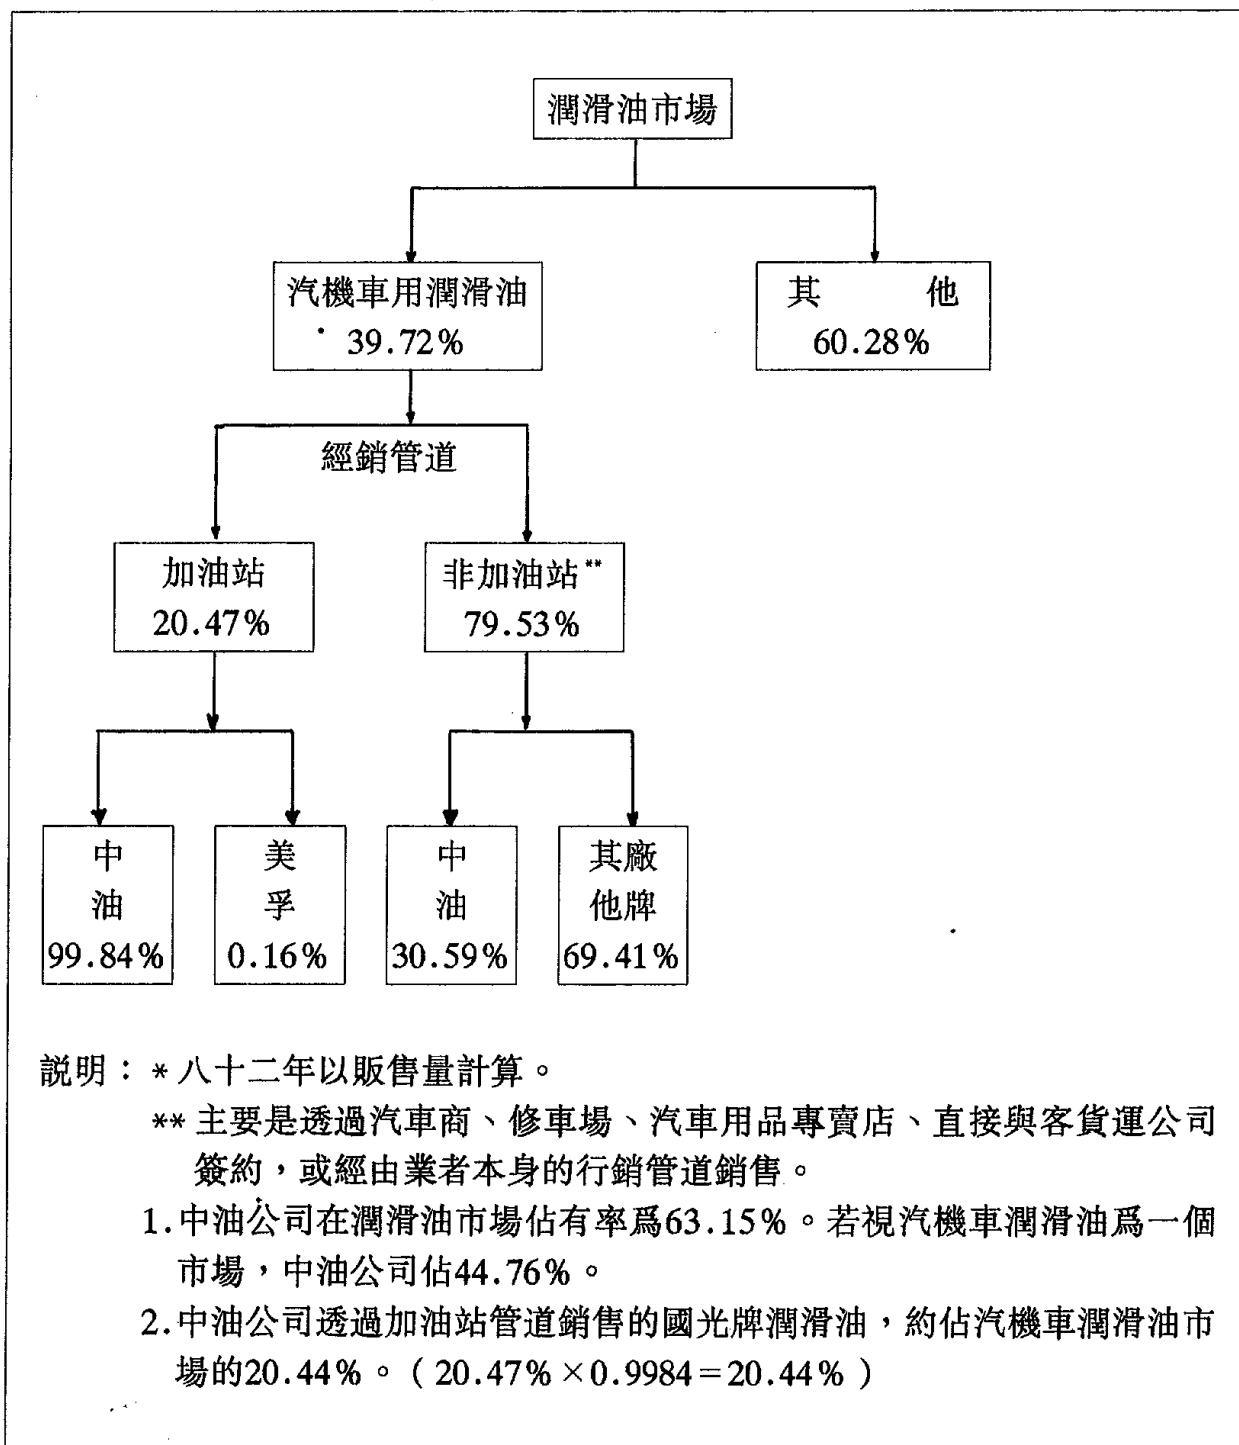 潤滑油市場
汽機車用潤滑油
39.72%
其 他
60.28%
經銷管道
加油站
20.47%
非加油站**
79.53%
中
油
99.84%
美
孚
0.16%
中
油
30.59%
其廠
他牌
69.41%
説明：* 八十二年以販售量計算。
** 主要是透過汽車商、修車場、汽車用品專賣店、直接與客貨運公司
簽約，或經由業者本身的行銷管道銷售。
1.中油公司在潤滑油市場佔有率爲63.15%。若視汽機車潤滑油爲一個
市場，中油公司佔44.76%。
2.中油公司透過加油站管道銷售的國光牌潤滑油，約佔汽機車潤滑油市
場的20.44%。（20.47%×0.9984=20.44%）